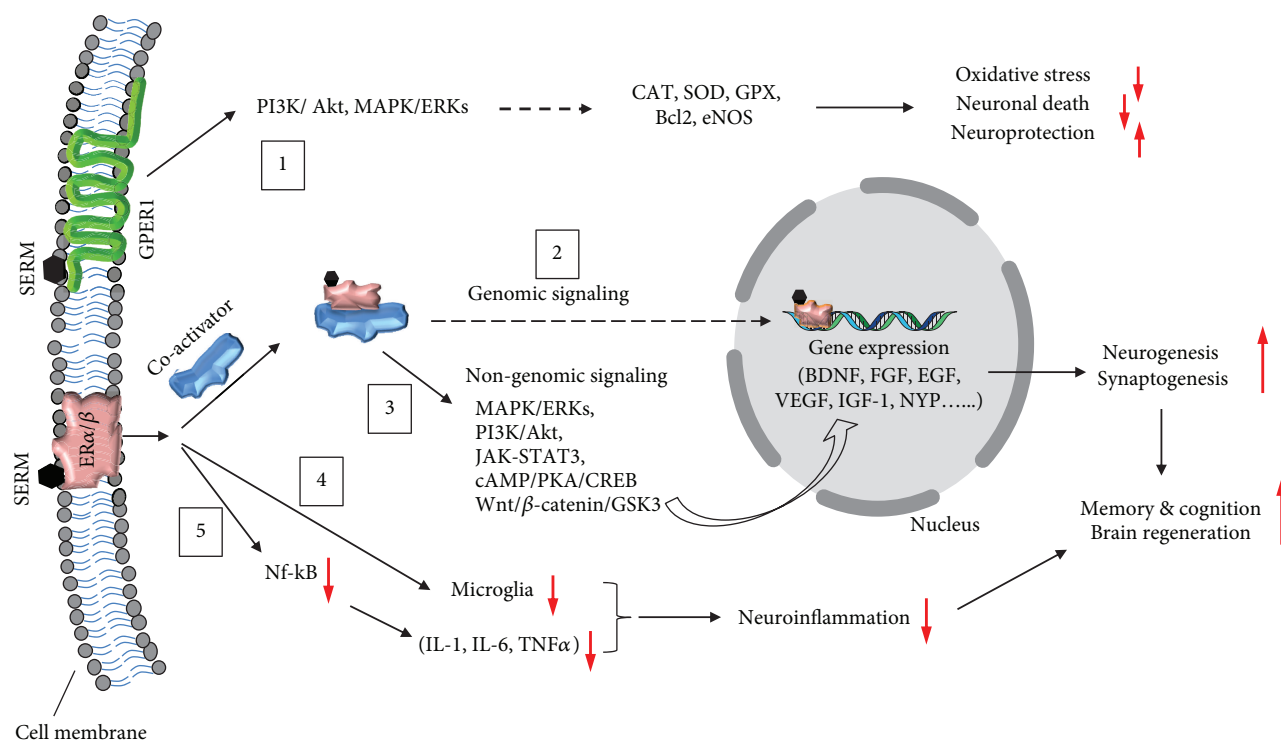 PI3K/ Akt, MAPK/ERKs
1
CAT, SOD, GPX,
Bcl2, eNOS
Oxidative stress
Neuronal death
Neuroprotection
GPER1
SERM
2
Genomic signaling
Co-activator
3
Non-genomic signaling
MAPK/ERKs,
PI3K/Akt,
JAK-STAT3,
cAMP/PKA/CREB
Wnt/β-catenin/GSK3
Gene expression
(BDNF, FGF, EGF,
VEGF, IGF-1, NYP…...)
Nucleus
Neurogenesis
Synaptogenesis
Memory & cognition
Brain regeneration
ERα/β
SERM
4
5
Nf-kB
Microglia
(IL-1, IL-6, TNFα)
Neuroinflammation
Cell membrane